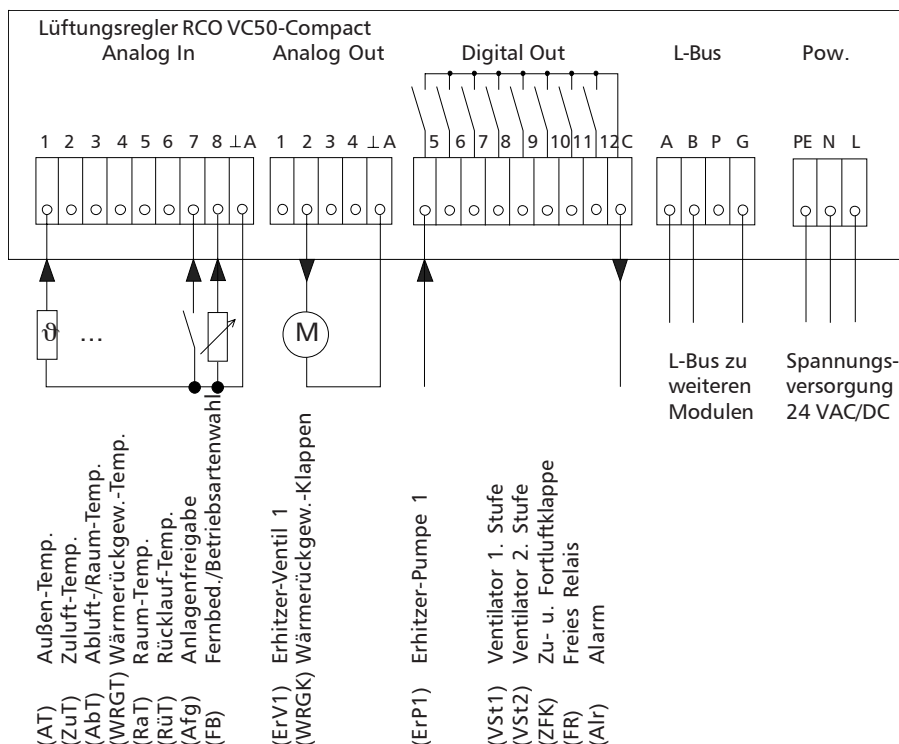 Lüftungsregler RCO VC50-Compact
Analog In Analog Out Digital Out L-Bus Pow.
1 2 3 4 5 6 7 8 ⊥ A 1 2 3 4 ⊥ A 5 6 7 8 9 10 11 12 C A B P G PE N L
ϑ ... M
L-Bus zu
weiteren
Modulen
Spannungs-
versorgung
24 VAC/DC
(AT) Außen-Temp.
(ZuT) Zuluft-Temp.
(AbT) Abluft-/Raum-Temp.
(WRGT) Wärmerückgew.-Temp.
(RaT) Raum-Temp.
(RüT) Rücklauf-Temp.
(Afg) Anlagenfreigabe
(FB) Fernbed./Betriebsartenwahl
(ErV1) Erhitzer-Ventil 1
(WRGK) Wärmerückgew.-Klappen
(ErP1) Erhitzer-Pumpe 1
(VSt1) Ventilator 1. Stufe
(VSt2) Ventilator 2. Stufe
(ZFK) Zu- u. Fortluftklappe
(FR) Freies Relais
(Alr) Alarm